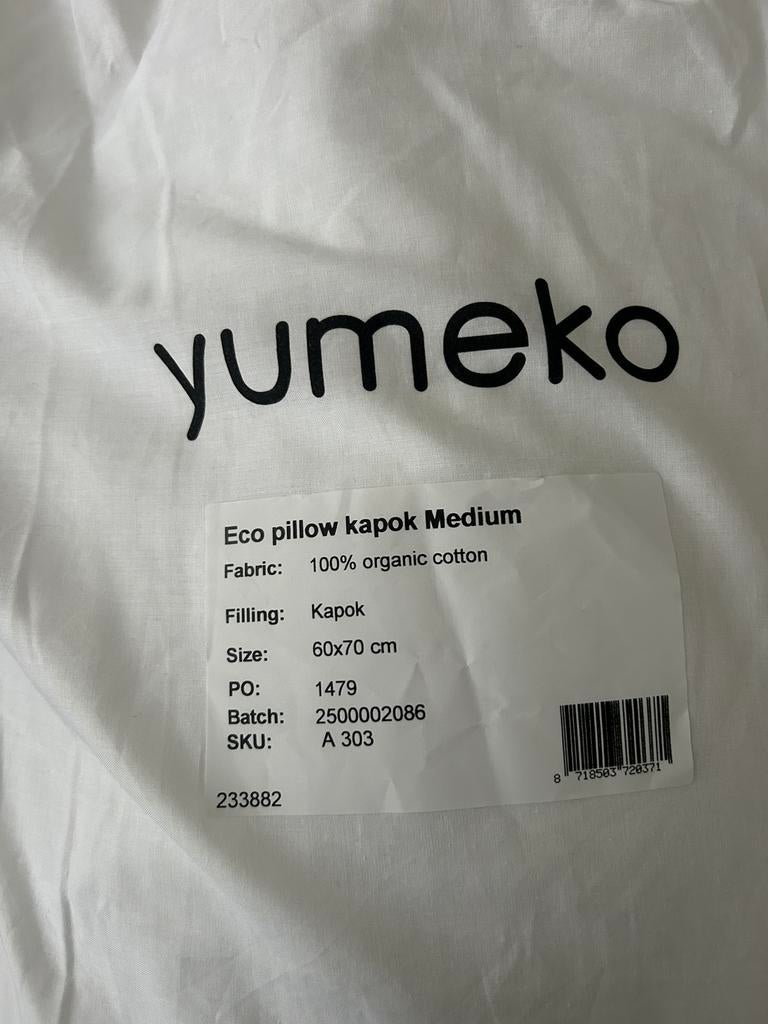 yumeko
Eco pillow kapok Medium
Fabric: 100% organic cotton
Filling: Kapok
Size: 60x70 cm
PO: 1479
Batch: 2500002086
SKU: A 303
8 718503 720371
233882